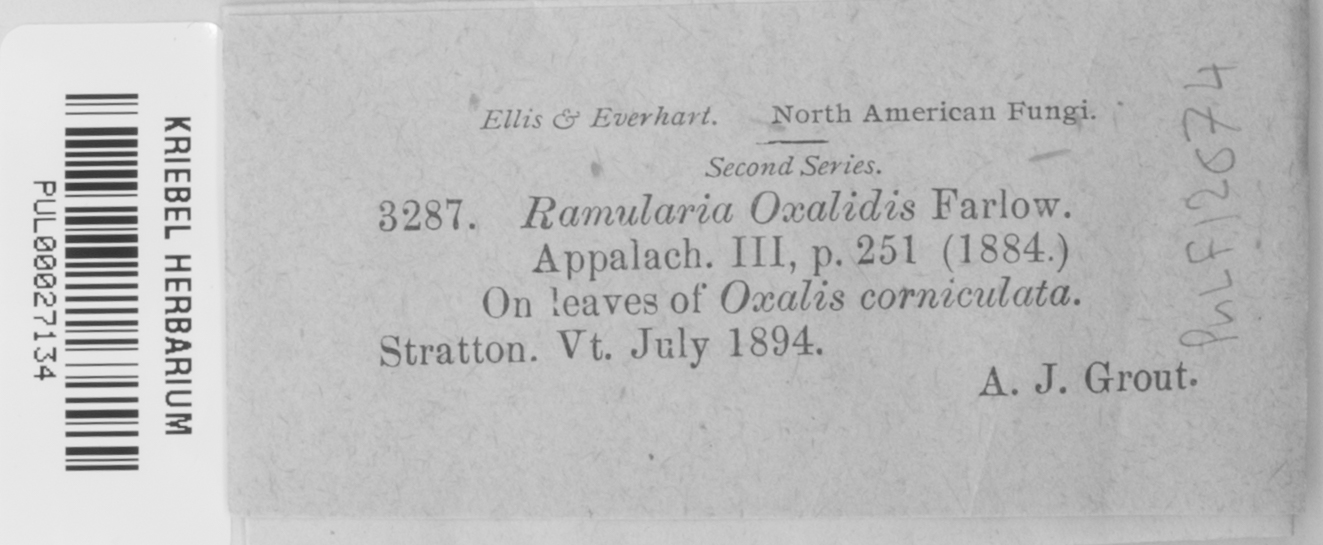 KRIEBEL HERBARIUM
PUL00027134
Ellis & Everhart. North American Fungi.
Second Series.
3287. Ramularia Oxalidis Farlow.
Appalach. III, p. 251 (1884.)
On leaves of Oxalis corniculata.
Stratton. Vt. July 1894.
A. J. Grout.